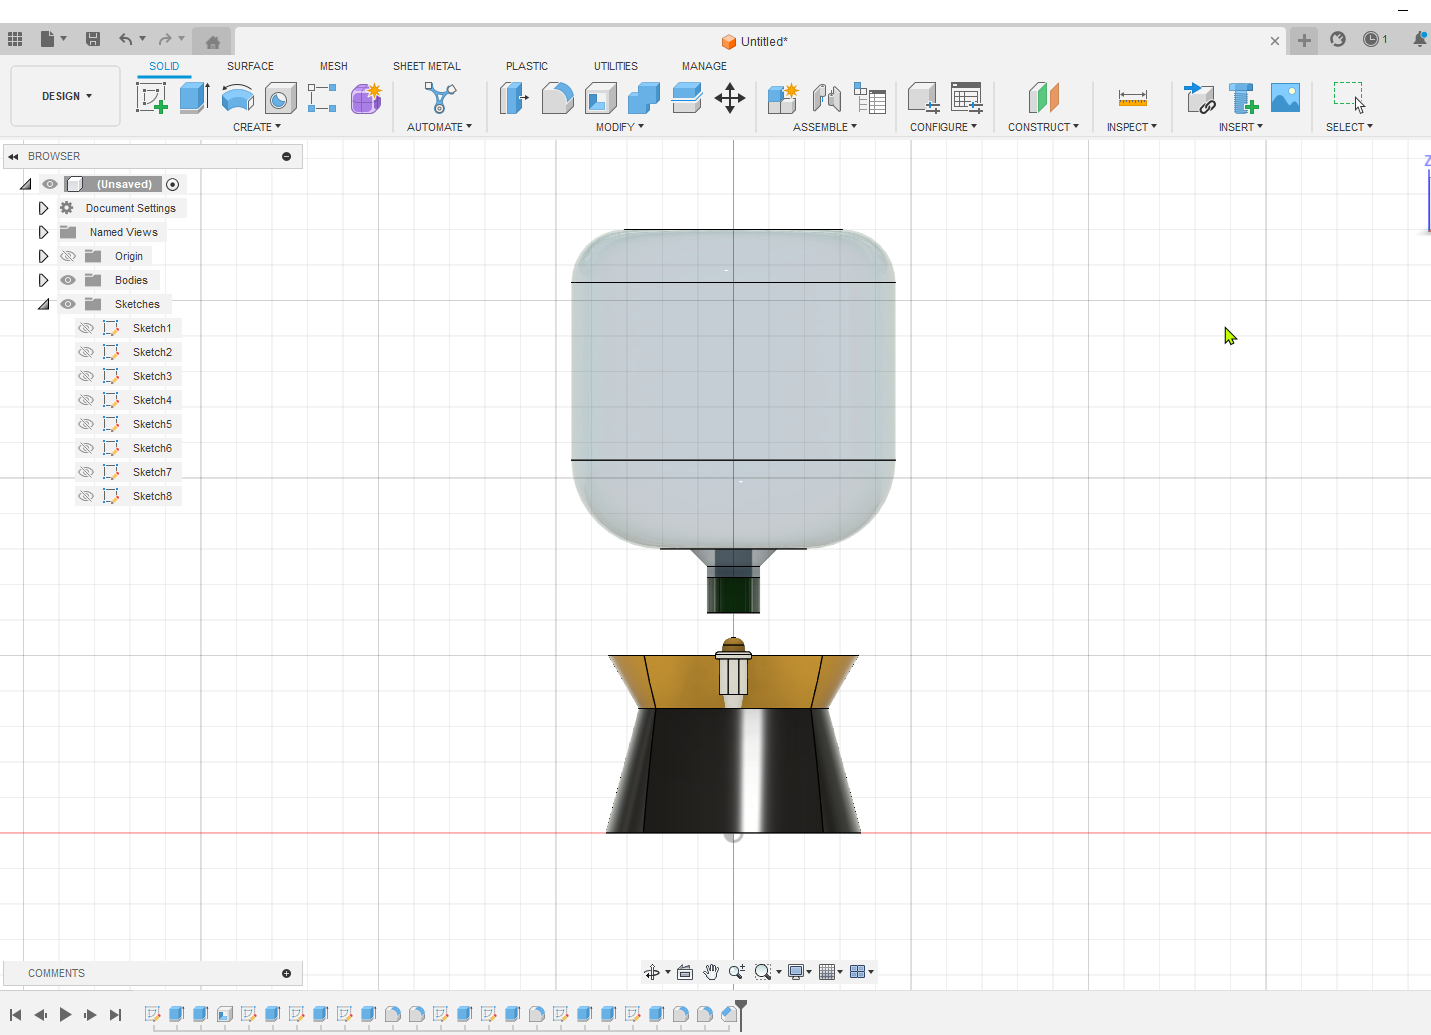 Untitled*
1
DESIGN
SOLID
SURFACE
MESH
SHEET METAL
PLASTIC
UTILITIES
MANAGE
CREATE
AUTOMATE
MODIFY
ASSEMBLE
CONFIGURE
CONSTRUCT
INSPECT
INSERT
SELECT
BROWSER
(Unsaved)
Document Settings
Named Views
Origin
Bodies
Sketches
Sketch1
Sketch2
Sketch3
Sketch4
Sketch5
Sketch6
Sketch7
Sketch8
Z
COMMENTS